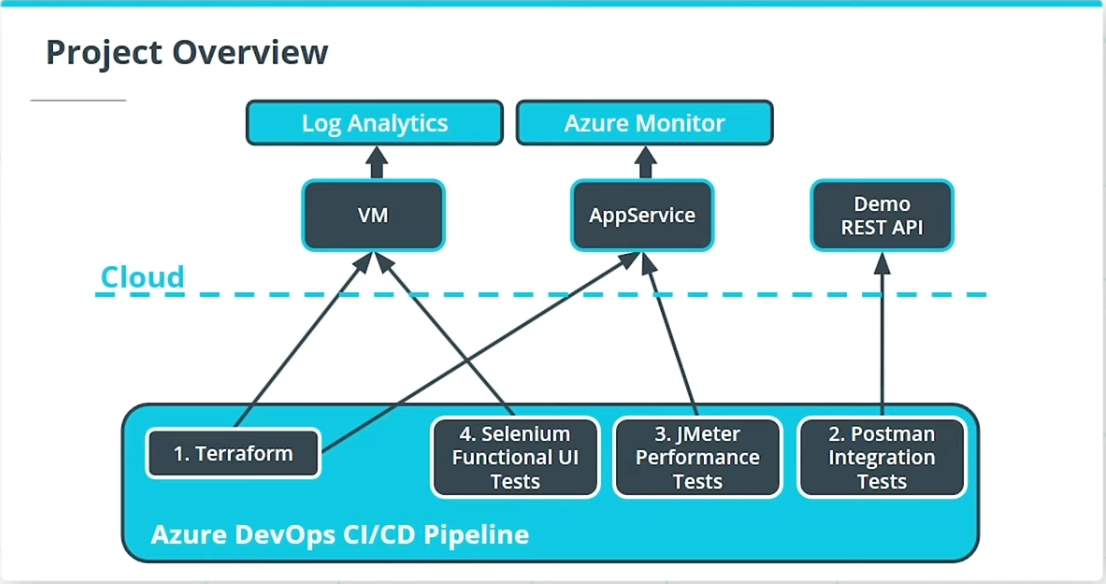 Project Overview
Log Analytics
Azure Monitor
VM
AppService
Demo
REST API
Cloud
1. Terraform
4. Selenium
Functional UI
Tests
3. JMeter
Performance
Tests
2. Postman
Integration
Tests
Azure DevOps CI/CD Pipeline